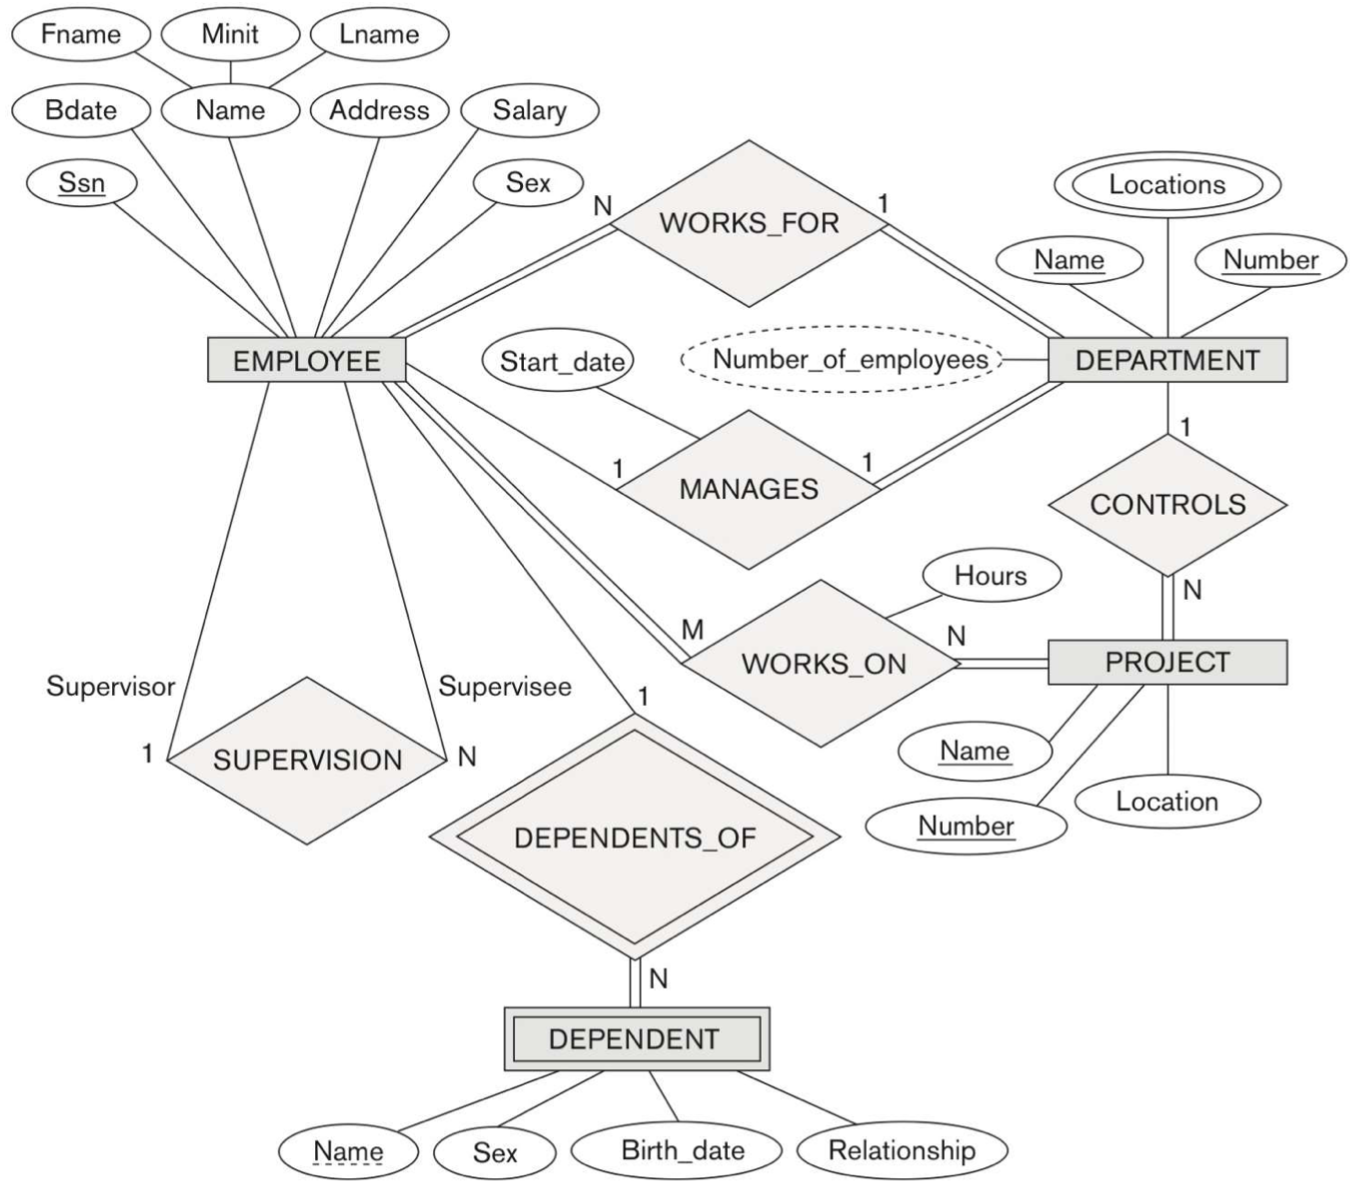 Fname Minit Lname
Bdate Name Address Salary
Ssn Sex
N WORKS_FOR 1
Locations
Name Number
EMPLOYEE Start_date Number_of_employees DEPARTMENT
1 MANAGES 1
1
CONTROLS
N
Hours
M WORKS_ON N PROJECT
Supervisor Supervisee
1 SUPERVISION N
1
Name
Number Location
DEPENDENTS_OF
N
DEPENDENT
Name Sex Birth_date Relationship